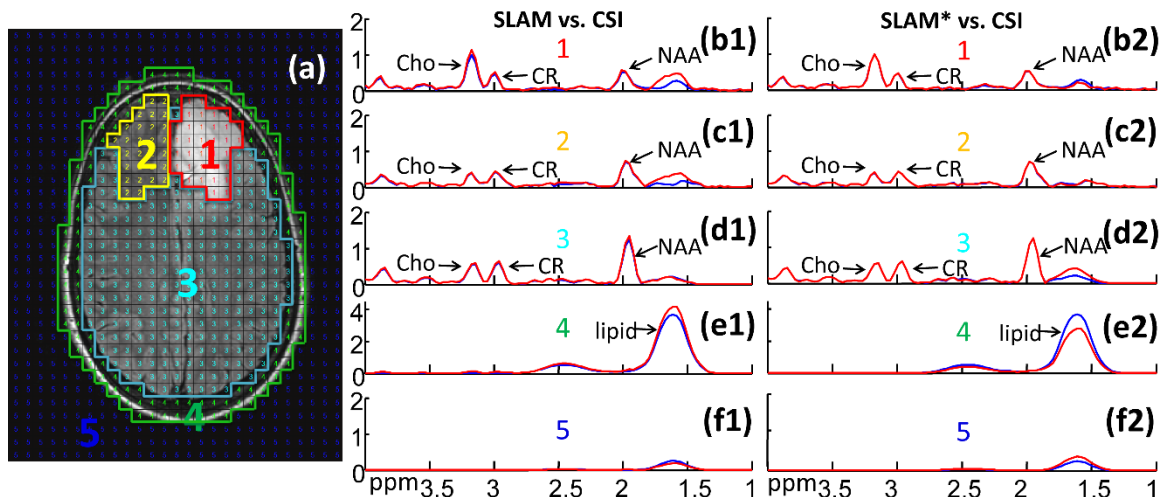 SLAM vs. CSI
SLAM* vs. CSI
(a)
1
2
3
4
5
2
1
0
Cho
CR
1
NAA
(b1)
1
NAA
(b2)
Cho
CR
2
1
0
Cho
CR
2
NAA
(c1)
2
NAA
(c2)
Cho
CR
2
1
0
Cho
CR
3
NAA
(d1)
3
NAA
(d2)
Cho
CR
4
2
0
4
lipid
(e1)
4
lipid
(e2)
2
1
0
5
(f1)
5
(f2)
ppm 3.5 3 2.5 2 1.5 1
ppm 3.5 3 2.5 2 1.5 1